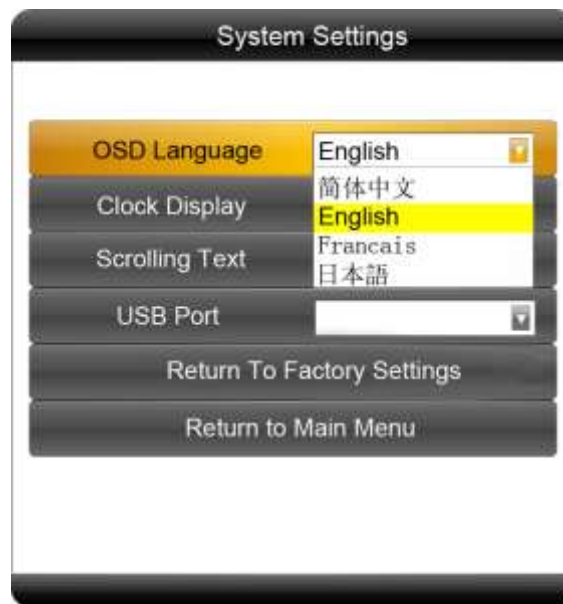 System Settings
OSD Language English
简体中文
Clock Display
English
Scrolling Text
Francais
日本語
USB Port
Return To Factory Settings
Return to Main Menu